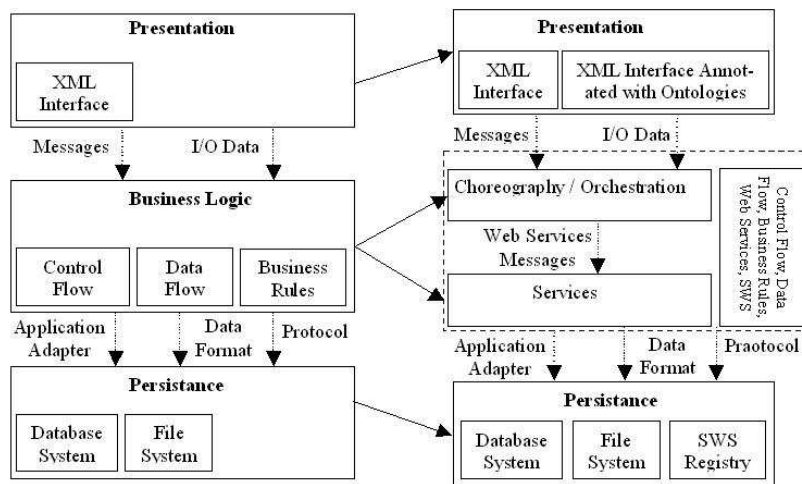 Presentation
XML
Interface
Messages
I/O Data
Business Logic
Control
Flow
Data
Flow
Business
Rules
Application
Adapter
Data
Format
Protocol
Persistance
Database
System
File
System
Presentation
XML
Interface
XML Interface Annot-
ated with Ontologies
Messages
I/O Data
Choreography / Orchestration
Web Services
Messages
Services
Control Flow, Data
Flow, Business Rules,
Web Services, SWS
Application
Adapter
Data
Format
Praotocol
Persistance
Database
System
File
System
SWS
Registry